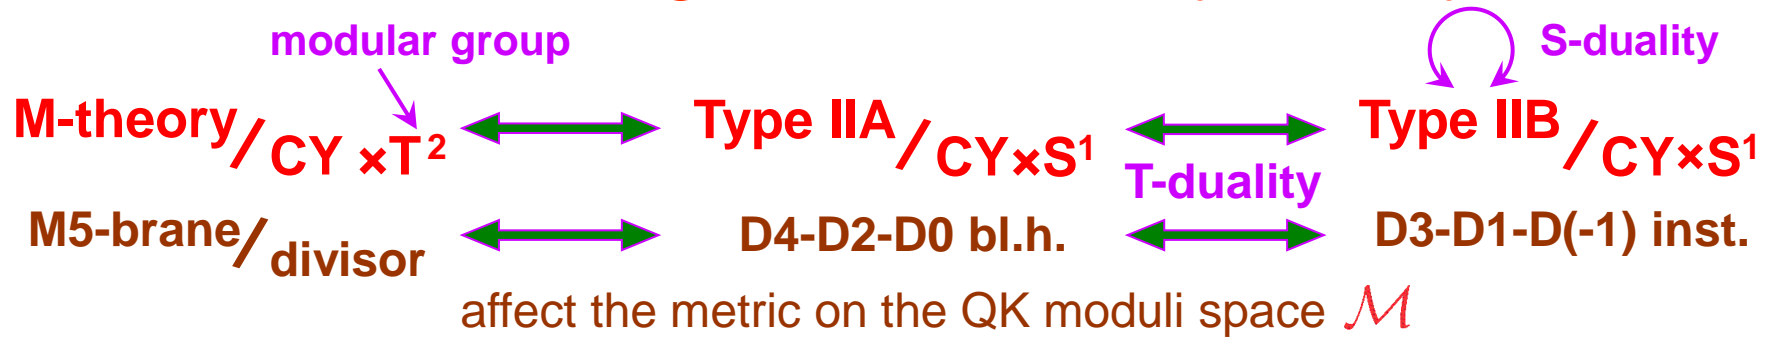 modular group S-duality
M-theory/CY ×T² Type IIA/CY×S¹ Type IIB/CY×S¹
T-duality
M5-brane/divisor D4-D2-D0 bl.h. D3-D1-D(-1) inst.
affect the metric on the QK moduli space ℳ